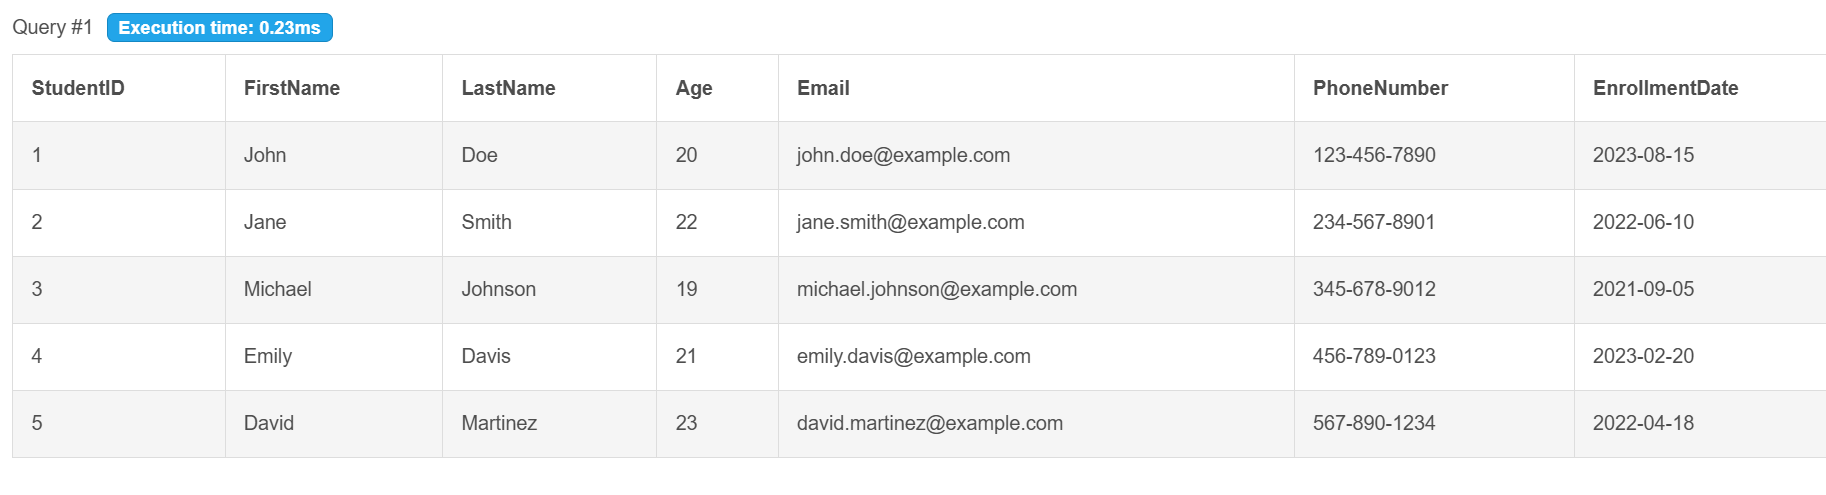 Query #1 Execution time: 0.23ms
StudentID FirstName LastName Age Email PhoneNumber EnrollmentDate
1 John Doe 20 john.doe@example.com 123-456-7890 2023-08-15
2 Jane Smith 22 jane.smith@example.com 234-567-8901 2022-06-10
3 Michael Johnson 19 michael.johnson@example.com 345-678-9012 2021-09-05
4 Emily Davis 21 emily.davis@example.com 456-789-0123 2023-02-20
5 David Martinez 23 david.martinez@example.com 567-890-1234 2022-04-18